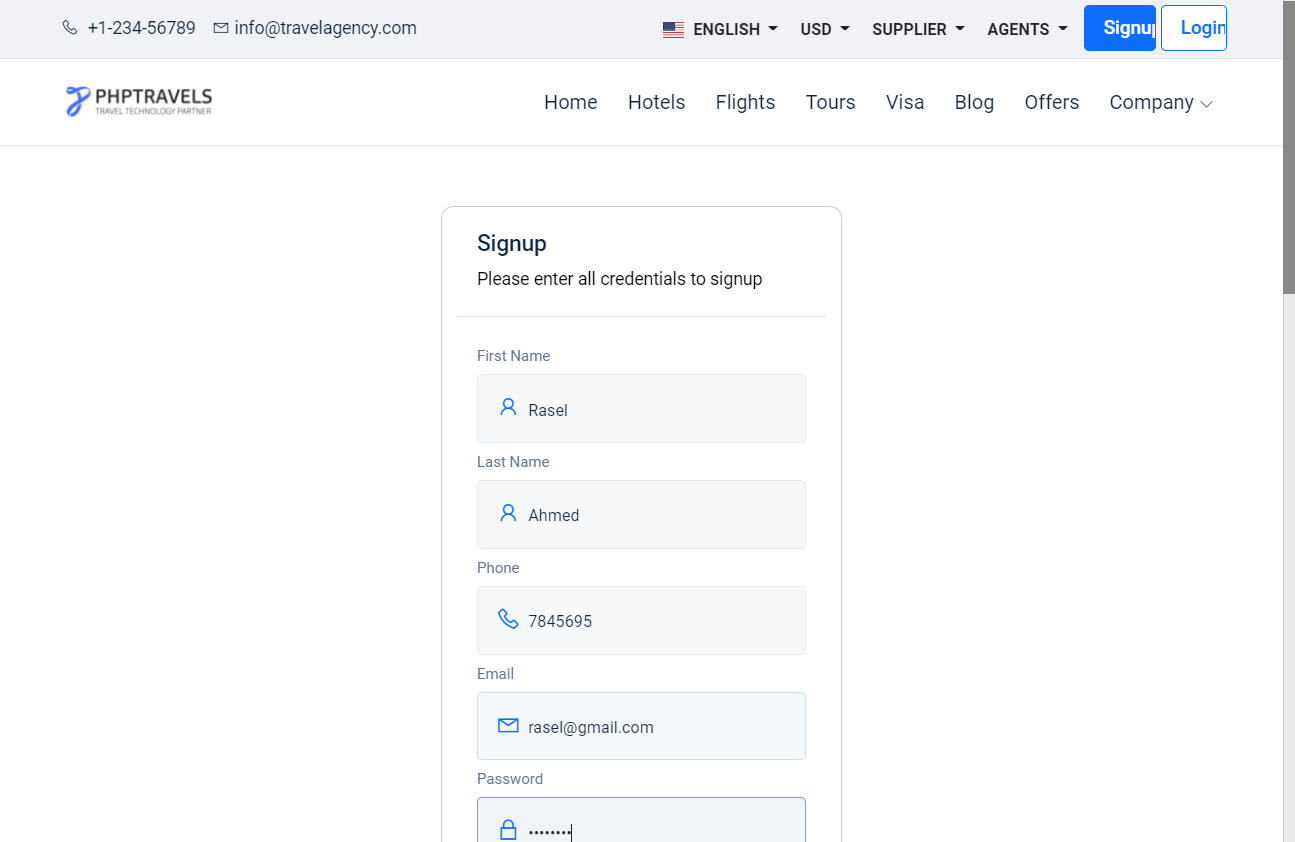 +1-234-56789 info@travelagency.com ENGLISH USD SUPPLIER AGENTS Signup Login
PHPTRAVELS
TRAVEL TECHNOLOGY PARTNER
Home Hotels Flights Tours Visa Blog Offers Company
Signup
Please enter all credentials to signup
First Name
Rasel
Last Name
Ahmed
Phone
7845695
Email
rasel@gmail.com
Password
••••••••